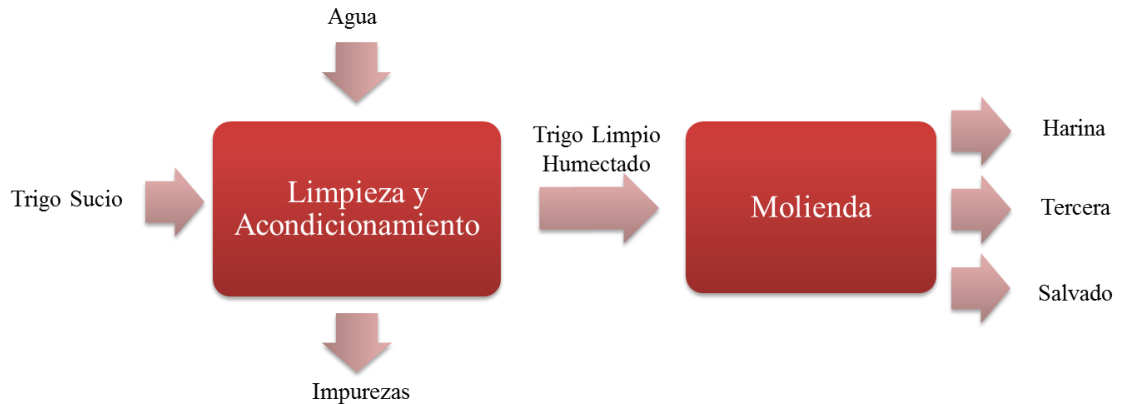 Agua
Trigo Sucio
Limpieza y
Acondicionamiento
Impurezas
Trigo Limpio
Humectado
Molienda
Harina
Tercera
Salvado